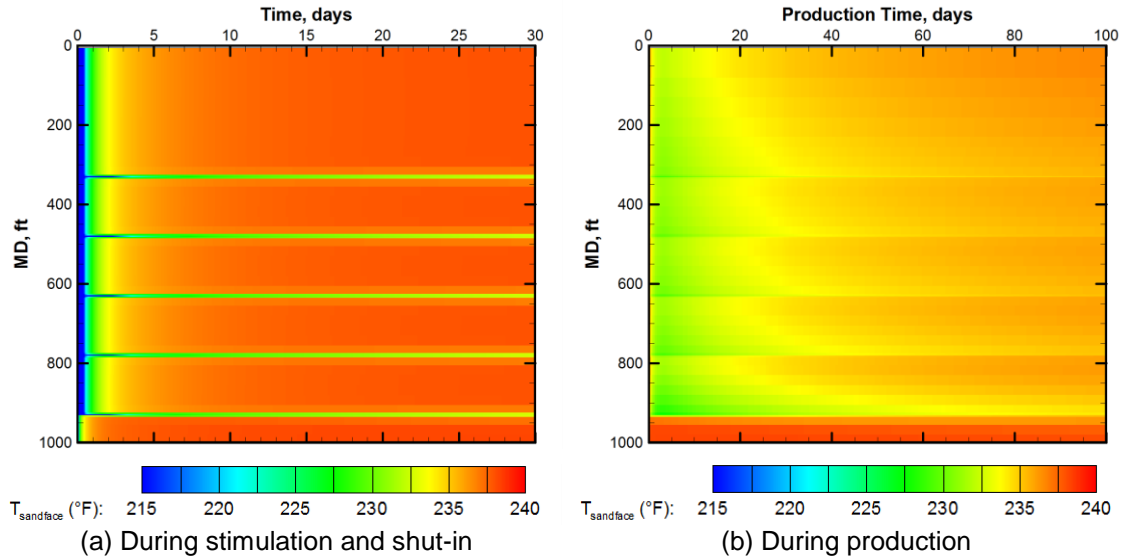 Time, days
0 5 10 15 20 25 30
0
200
400
600
800
1000
MD, ft
T_sandface (°F): 215 220 225 230 235 240
(a) During stimulation and shut-in
Production Time, days
0 20 40 60 80 100
0
200
400
600
800
1000
MD, ft
T_sandface (°F): 215 220 225 230 235 240
(b) During production